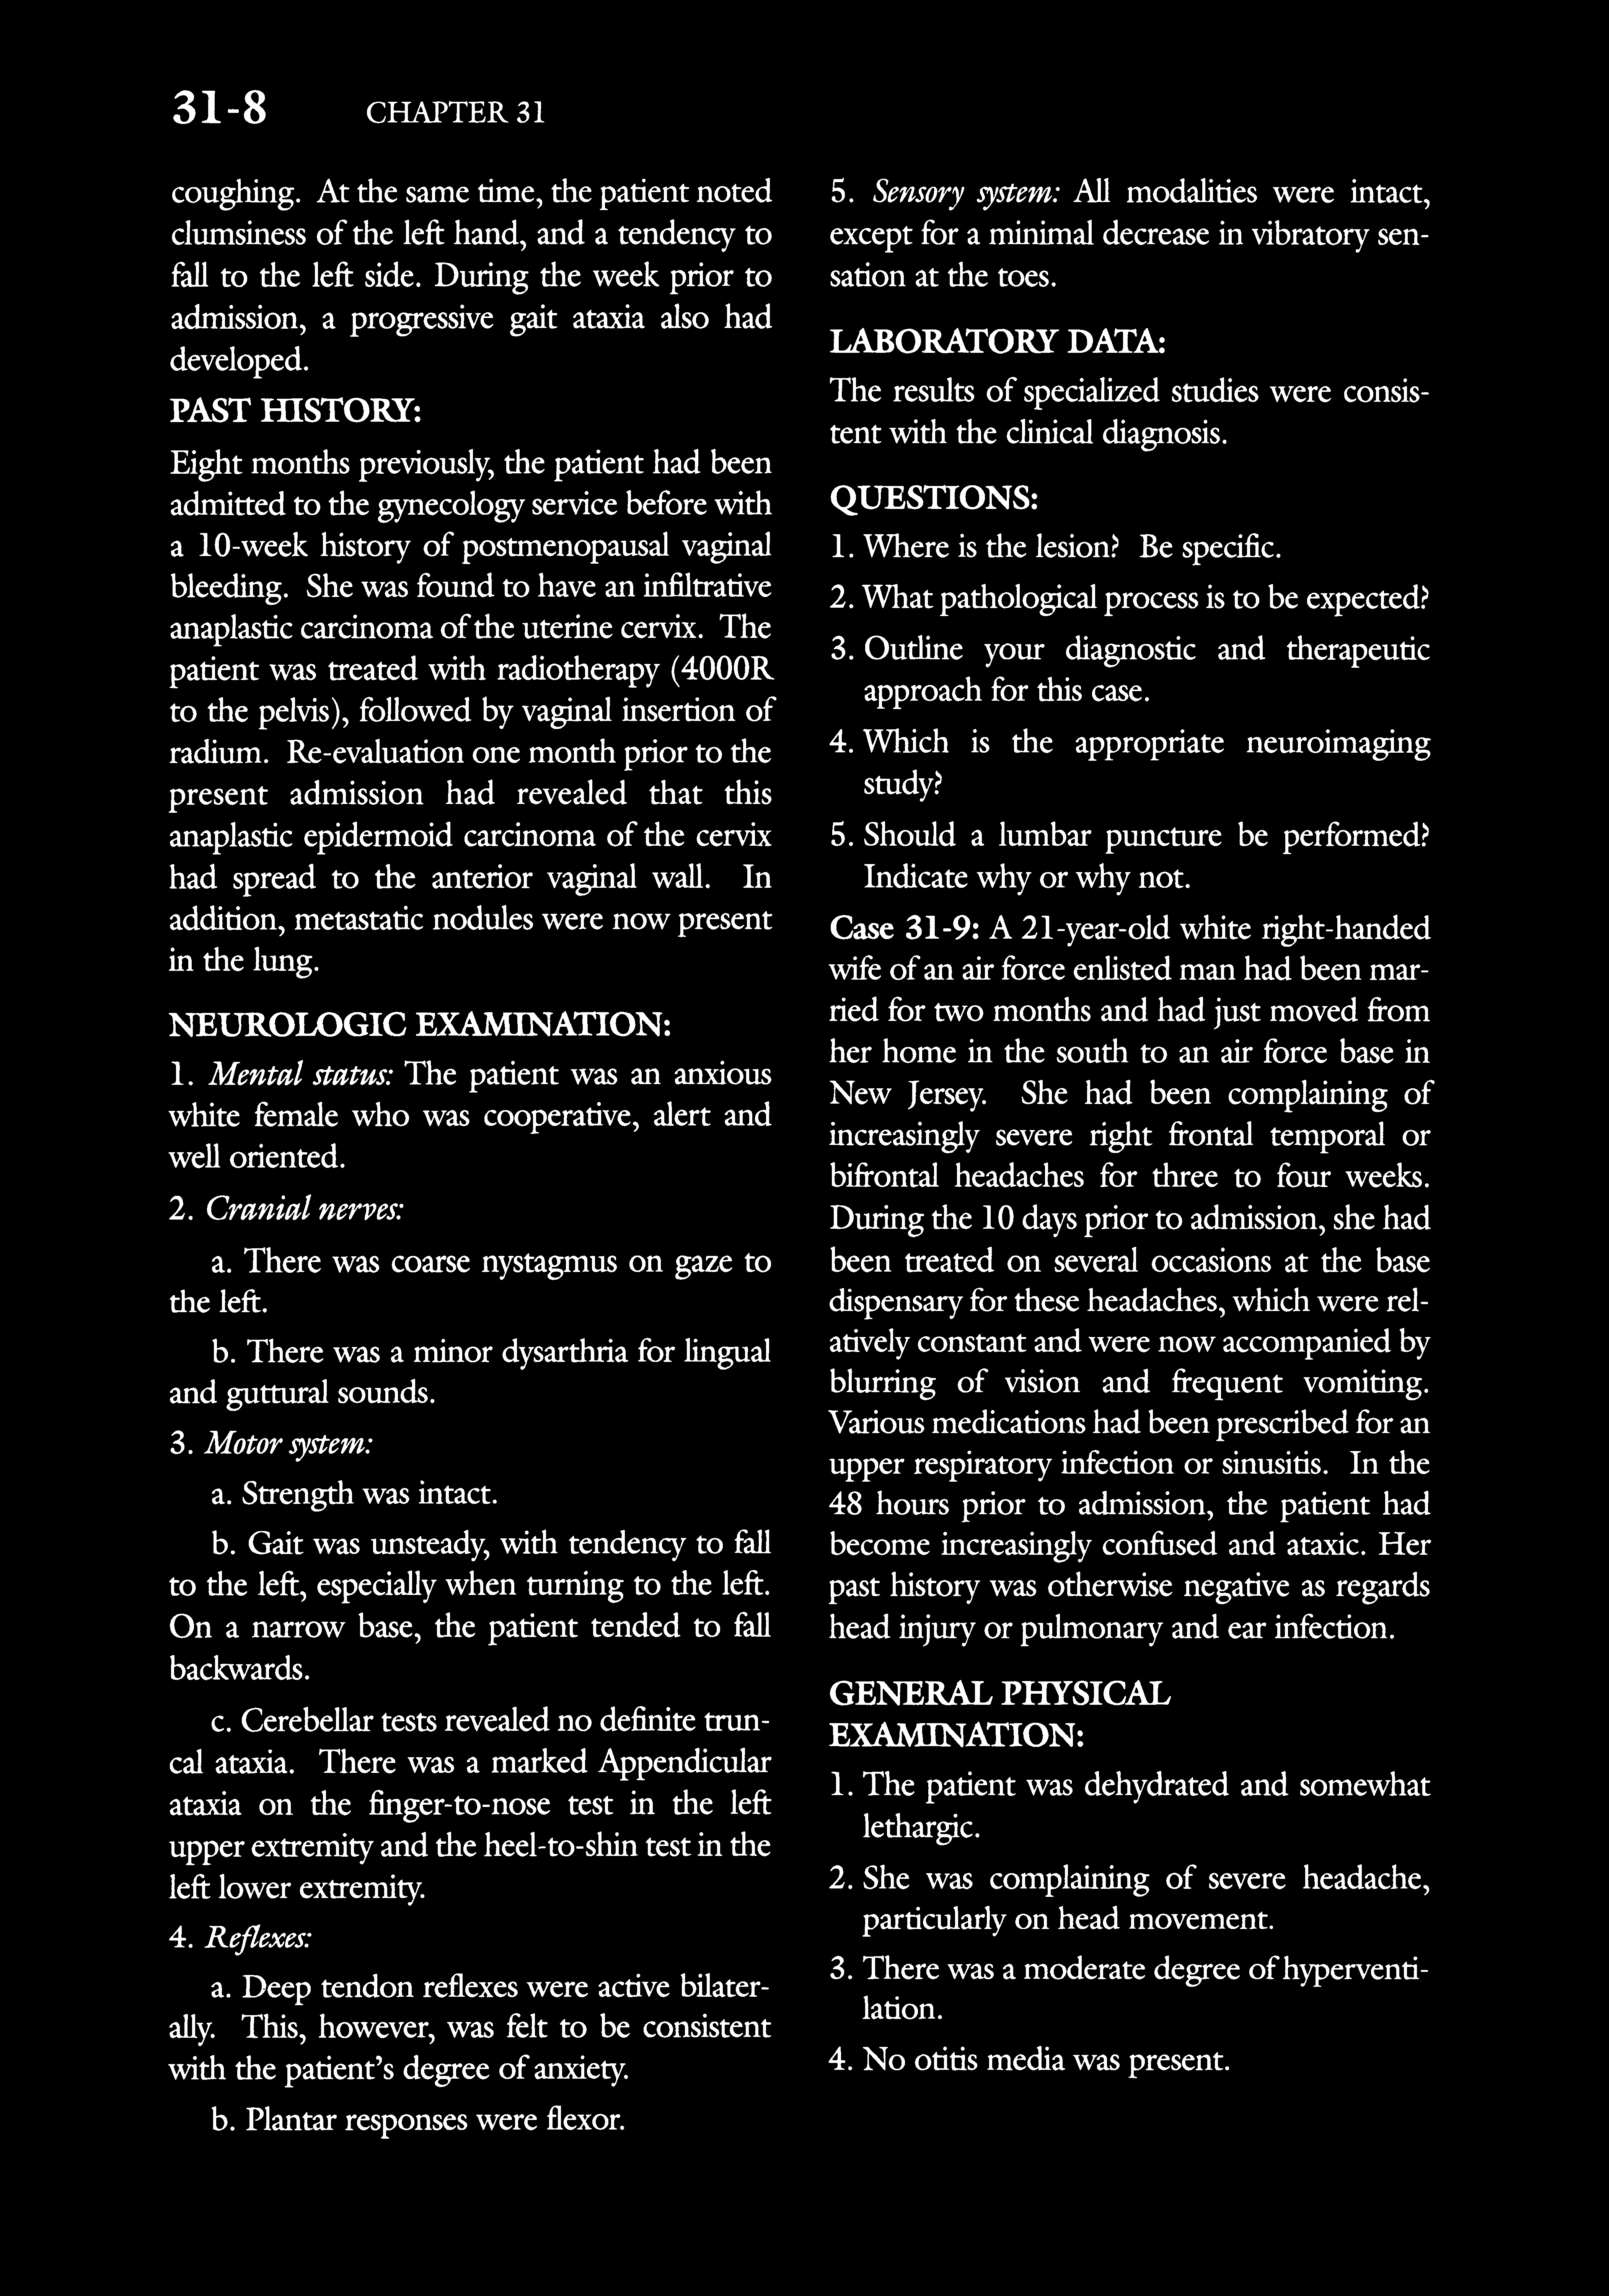 31-8 CHAPTER 31
coughing. At the same time, the patient noted
clumsiness of the left hand, and a tendency to
fall to the left side. During the week prior to
admission, a progressive gait ataxia also had
developed.
PAST HISTORY:
Eight months previously, the patient had been
admitted to the gynecology service before with
a 10-week history of postmenopausal vaginal
bleeding. She was found to have an infiltrative
anaplastic carcinoma of the uterine cervix. The
patient was treated with radiotherapy (4000R
to the pelvis), followed by vaginal insertion of
radium. Re-evaluation one month prior to the
present admission had revealed that this
anaplastic epidermoid carcinoma of the cervix
had spread to the anterior vaginal wall. In
addition, metastatic nodules were now present
in the lung.
NEUROLOGIC EXAMINATION:
1. Mental status: The patient was an anxious
white female who was cooperative, alert and
well oriented.
2. Cranial nerves:
a. There was coarse nystagmus on gaze to
the left.
b. There was a minor dysarthria for lingual
and guttural sounds.
3. Motor system:
a. Strength was intact.
b. Gait was unsteady, with tendency to fall
to the left, especially when turning to the left.
On a narrow base, the patient tended to fall
backwards.
c. Cerebellar tests revealed no definite trun-
cal ataxia. There was a marked Appendicular
ataxia on the finger-to-nose test in the left
upper extremity and the heel-to-shin test in the
left lower extremity.
4. Reflexes:
a. Deep tendon reflexes were active bilater-
ally. This, however, was felt to be consistent
with the patient's degree of anxiety.
b. Plantar responses were flexor.
5. Sensory system: All modalities were intact,
except for a minimal decrease in vibratory sen-
sation at the toes.
LABORATORY DATA:
The results of specialized studies were consis-
tent with the clinical diagnosis.
QUESTIONS:
1. Where is the lesion? Be specific.
2. What pathological process is to be expected?
3. Outline your diagnostic and therapeutic
approach for this case.
4. Which is the appropriate neuroimaging
study?
5. Should a lumbar puncture be performed?
Indicate why or why not.
Case 31-9: A 21-year-old white right-handed
wife of an air force enlisted man had been mar-
ried for two months and had just moved from
her home in the south to an air force base in
New Jersey. She had been complaining of
increasingly severe right frontal temporal or
bifrontal headaches for three to four weeks.
During the 10 days prior to admission, she had
been treated on several occasions at the base
dispensary for these headaches, which were rel-
atively constant and were now accompanied by
blurring of vision and frequent vomiting.
Various medications had been prescribed for an
upper respiratory infection or sinusitis. In the
48 hours prior to admission, the patient had
become increasingly confused and ataxic. Her
past history was otherwise negative as regards
head injury or pulmonary and ear infection.
GENERAL PHYSICAL
EXAMINATION:
1. The patient was dehydrated and somewhat
lethargic.
2. She was complaining of severe headache,
particularly on head movement.
3. There was a moderate degree of hyperventi-
lation.
4. No otitis media was present.